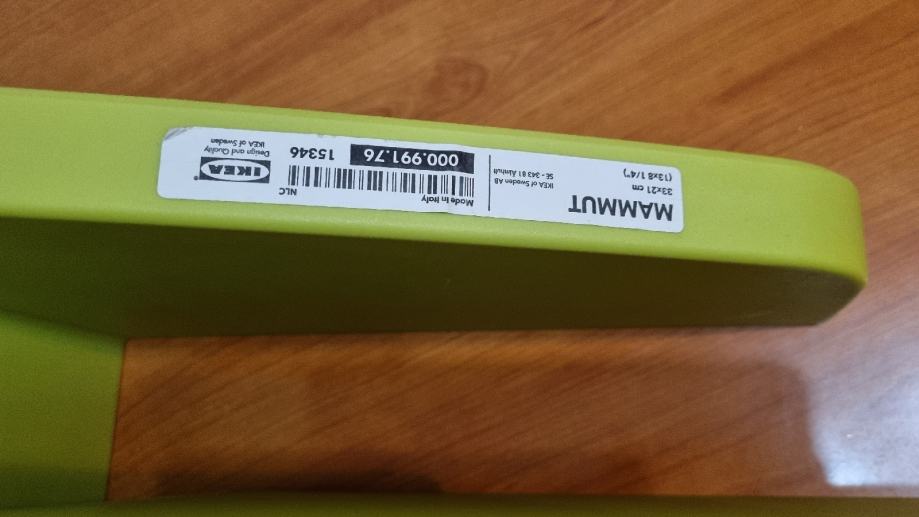 MAMMUT
33x21 cm
(13x8 1/4")
IKEA of Sweden AB
SE - 343 81 Älmhult
Made in Italy
NLC
000.991.76
15346
IKEA
Design and Quality
IKEA of Sweden